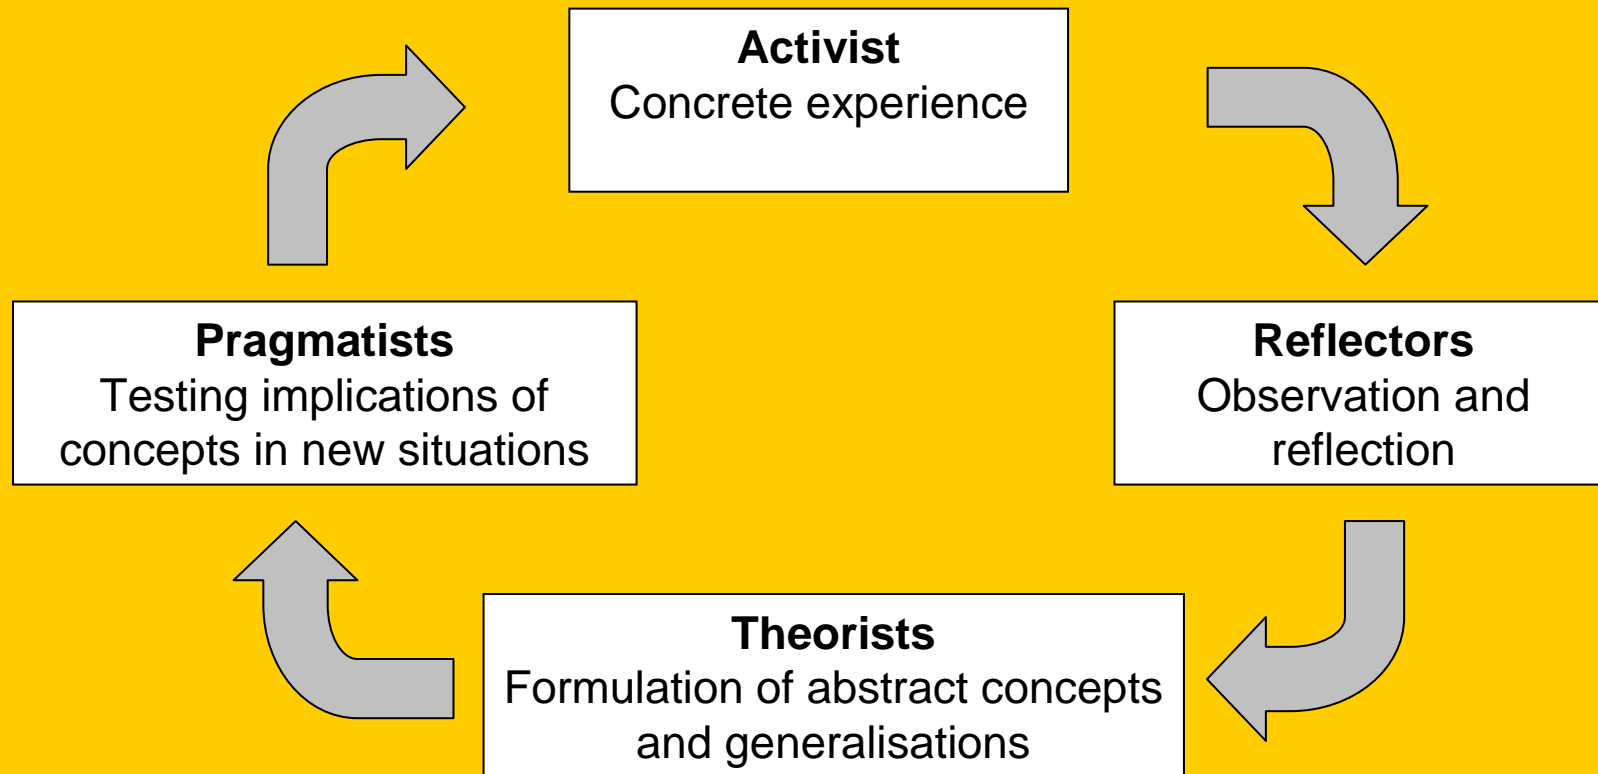 Activist
Concrete experience
Pragmatists
Testing implications of
concepts in new situations
Reflectors
Observation and
reflection
Theorists
Formulation of abstract concepts
and generalisations